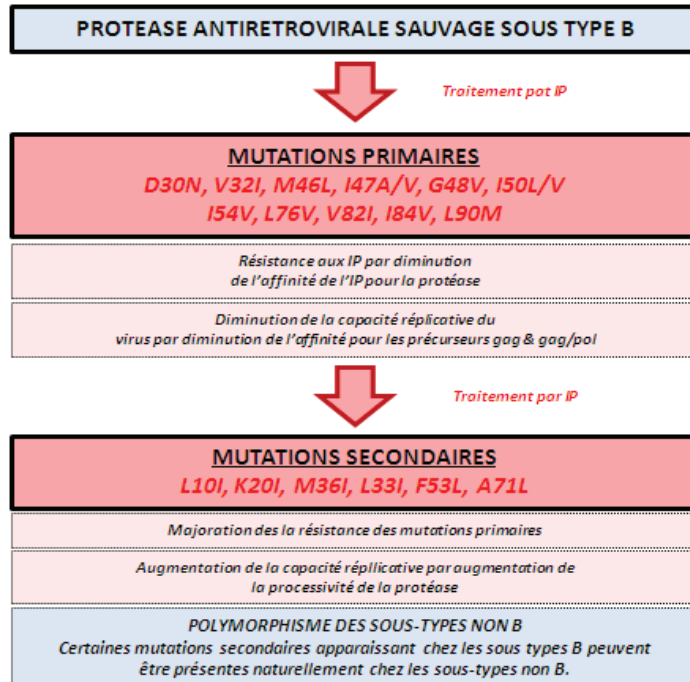 PROTEASE ANTIRETROVIRALE SAUVAGE SOUS TYPE B
Traitement pat IP
MUTATIONS PRIMAIRES
D30N, V32I, M46L, I47A/V, G48V, I50L/V
I54V, L76V, V82I, I84V, L90M
Résistance aux IP par diminution
de l'affinité de l'IP pour la protéase
Diminution de la capacité réplicative du
virus par diminution de l'affinité pour les précurseurs gag & gag/pol
Traitement par IP
MUTATIONS SECONDAIRES
L10I, K20I, M36I, L33I, F53L, A71L
Majoration des la résistance des mutations primaires
Augmentation de la capacité répllicative par augmentation de
la processivité de la protéase
POLYMORPHISME DES SOUS-TYPES NON B
Certaines mutations secondaires apparaissant chez les sous types B peuvent
être présentes naturellement chez les sous-types non B.